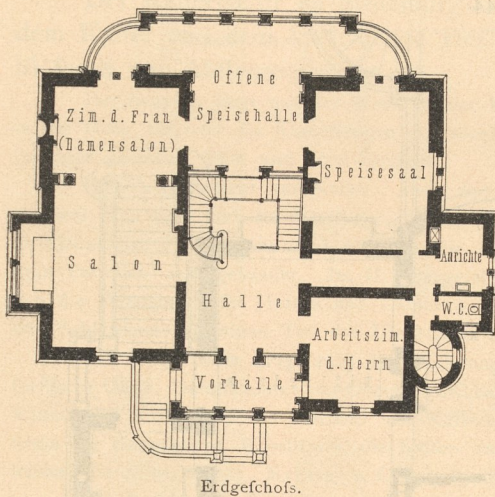 Offene
Speisehalle
Zim. d. Frau
(Damensalon)
Speisesaal
Salon
Anrichte
Halle
W.C.
Arbeitszim.
d. Herrn
Vorhalle
Erdgeſchoſs.